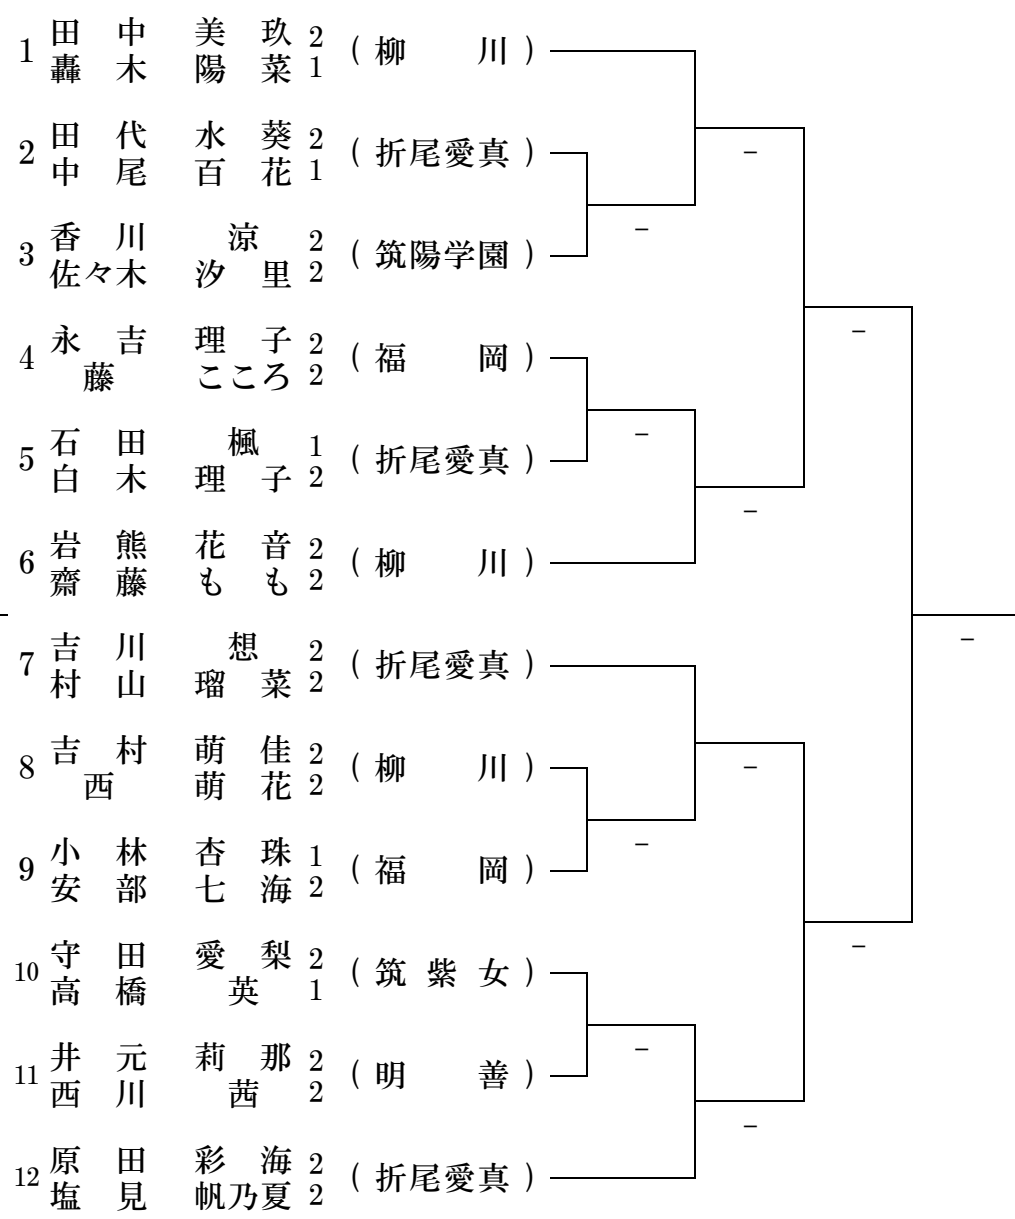 1 田中 美玖 2 (柳川)
轟木 陽菜 1
2 田代 水葵 2 (折尾愛真)
中尾 百花 1
3 香川 涼 2 (筑陽学園)
佐々木 汐里 2
4 永吉 理子 2 (福岡)
藤 こころ 2
5 石田 楓 1 (折尾愛真)
白木 理子 2
6 岩熊 花音 2 (柳川)
齋藤 もも 2
7 吉川 想 2 (折尾愛真)
村山 瑠菜 2
8 吉村 萌佳 2 (柳川)
西 萌花 2
9 小林 杏珠 1 (福岡)
安部 七海 2
10 守田 愛梨 2 (筑紫女)
高橋 英 1
11 井元 莉那 2 (明善)
西川 茜 2
12 原田 彩海 2 (折尾愛真)
塩見 帆乃夏 2